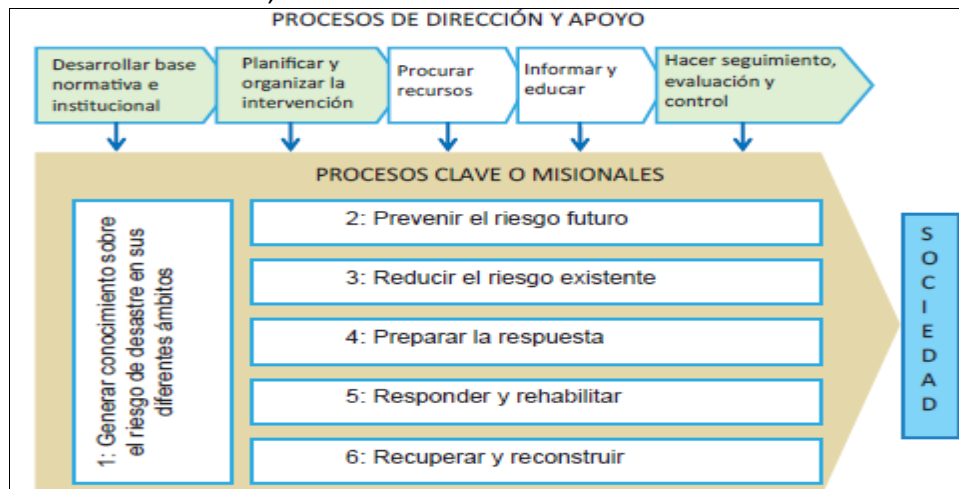 PROCESOS DE DIRECCIÓN Y APOYO
Desarrollar base
normativa e
institucional
Planificar y
organizar la
intervención
Procurar
recursos
Informar y
educar
Hacer seguimiento,
evaluación y
control
PROCESOS CLAVE O MISIONALES
1: Generar conocimiento sobre
el riesgo de desastre en sus
diferentes ámbitos
2: Prevenir el riesgo futuro
3: Reducir el riesgo existente
4: Preparar la respuesta
5: Responder y rehabilitar
6: Recuperar y reconstruir
SOCIEDAD